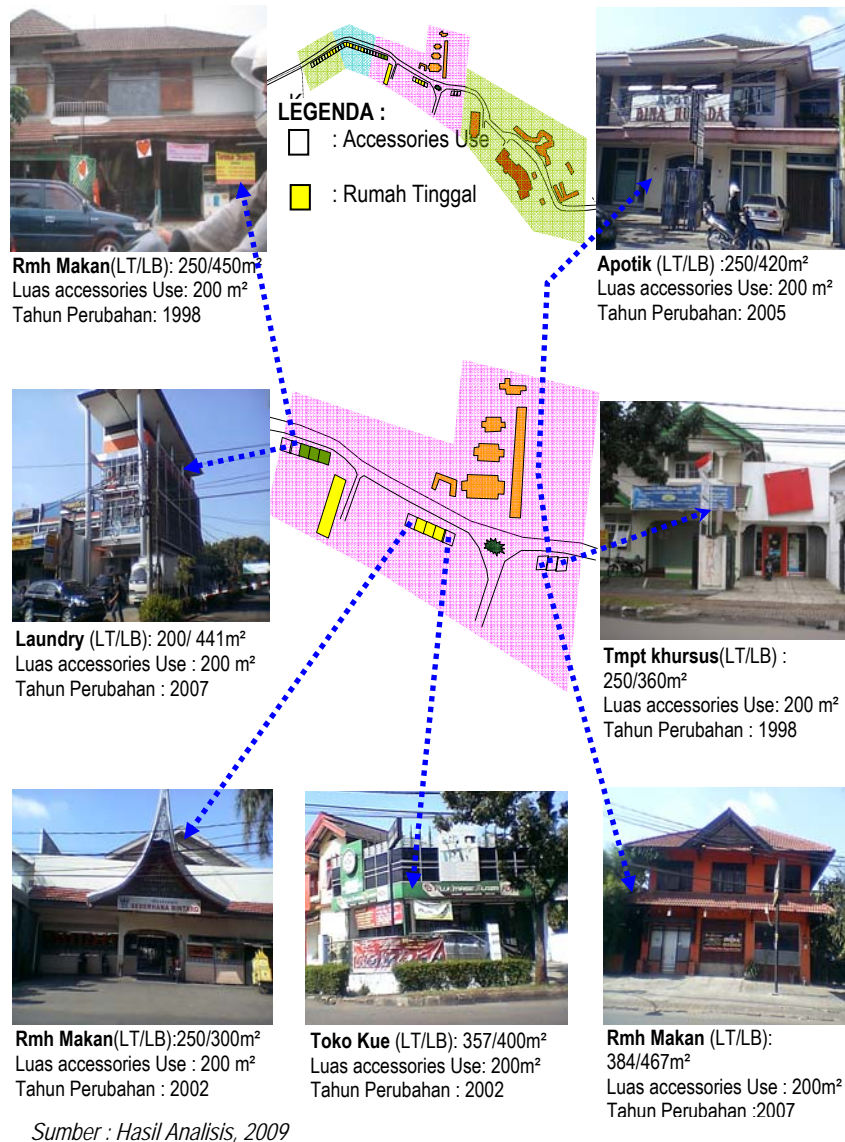 LEGENDA :
: Accessories Use
: Rumah Tinggal
APOTIK
Rmh Makan(LT/LB): 250/450m²
Luas accessories Use: 200 m²
Tahun Perubahan: 1998
Apotik (LT/LB) :250/420m²
Luas accessories Use: 200 m²
Tahun Perubahan: 2005
Laundry (LT/LB): 200/ 441m²
Luas accessories Use : 200 m²
Tahun Perubahan : 2007
Tmpt khursus(LT/LB) :
250/360m²
Luas accessories Use: 200 m²
Tahun Perubahan : 1998
SEDERHANA BINTARO
Rmh Makan(LT/LB):250/300m²
Luas accessories Use : 200 m²
Tahun Perubahan : 2002
Toko Kue (LT/LB): 357/400m²
Luas accessories Use: 200m²
Tahun Perubahan : 2002
Rmh Makan (LT/LB):
384/467m²
Luas accessories Use : 200m²
Tahun Perubahan :2007
Sumber : Hasil Analisis, 2009